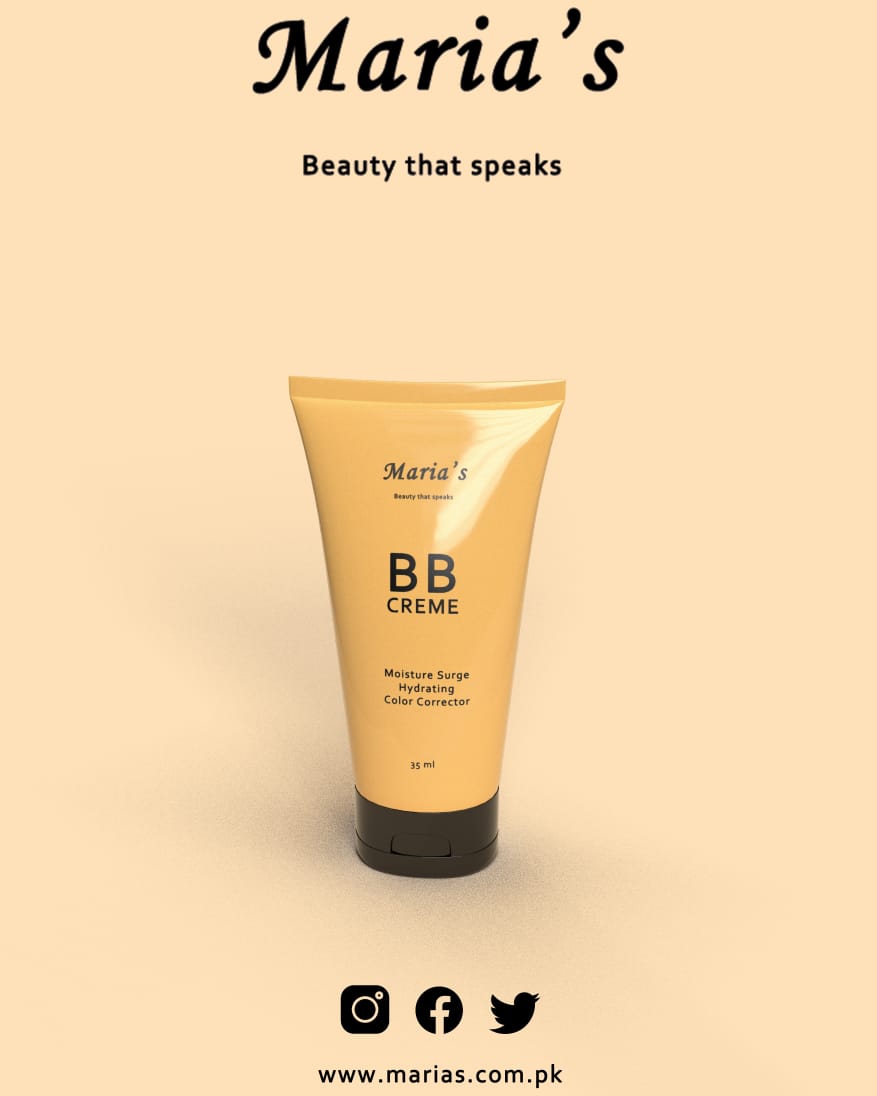 Maria's
Beauty that speaks
Maria's
Beauty that speaks
BB
CREME
Moisture Surge
Hydrating
Color Corrector
35 ml
www.marias.com.pk